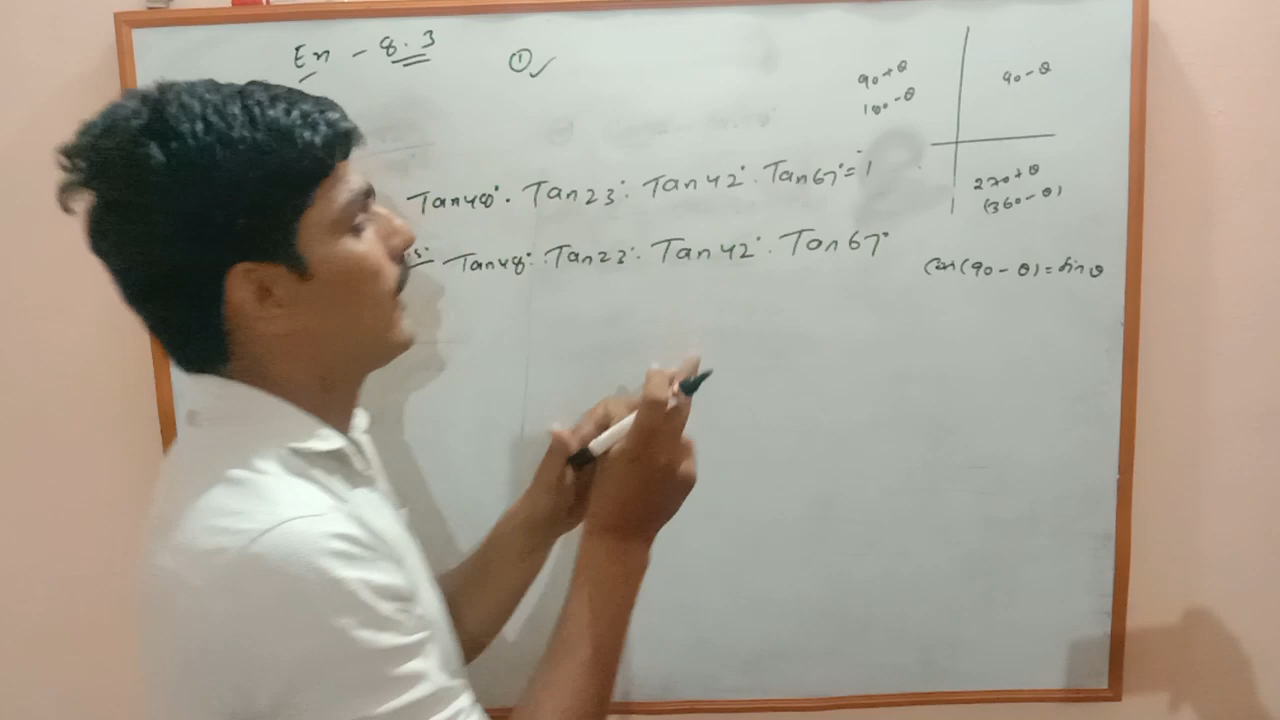 Ex - 8.3
①✓
90+θ
180-θ
90-θ
270+θ
(360-θ)
Tan48°. Tan23°. Tan42°. Tan67°=1
Tan48°. Tan23°. Tan42°. Tan67°
Cos(90-θ)=sinθ